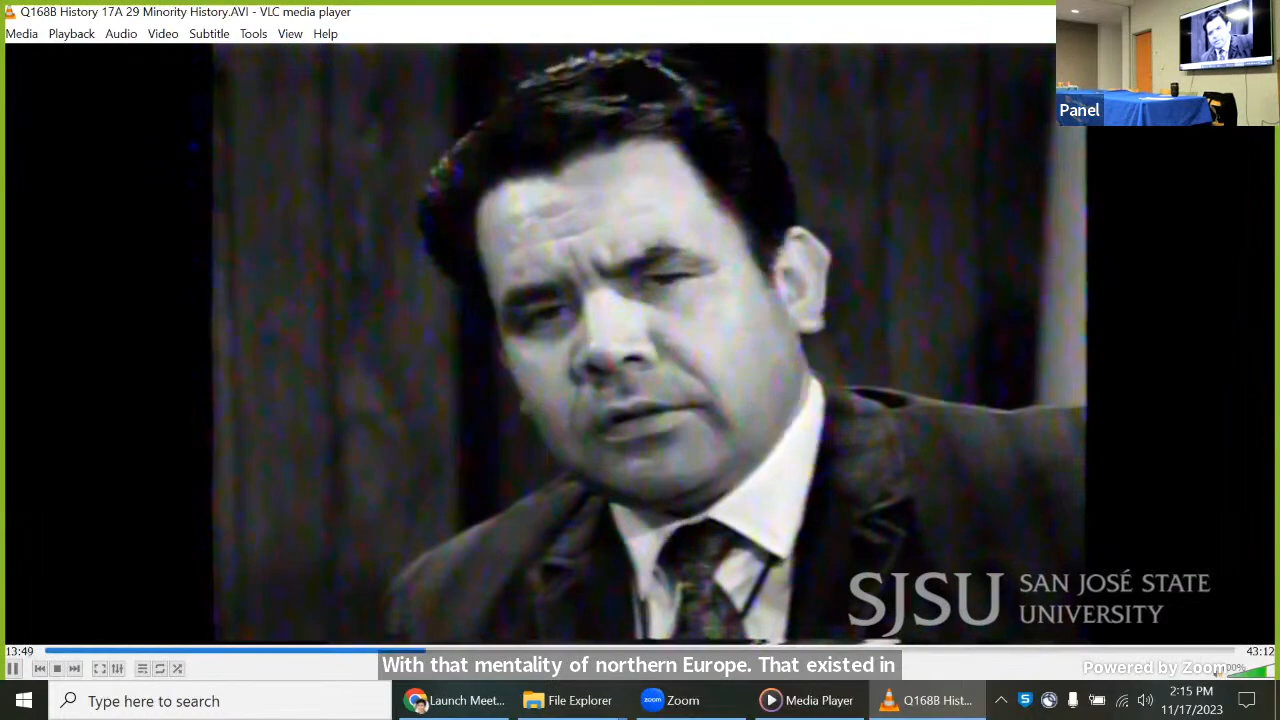 Q168B History 17A 29 Minority History.AVI - VLC media player
Media Playback Audio Video Subtitle Tools View Help
Panel
SJSU SAN JOSÉ STATE
UNIVERSITY
13:49
43:12
With that mentality of northern Europe. That existed in
Powered by Zoom
Type here to search
Launch Meet...
File Explorer
zoom
Zoom
Media Player
Q168B Hist...
2:15 PM
11/17/2023